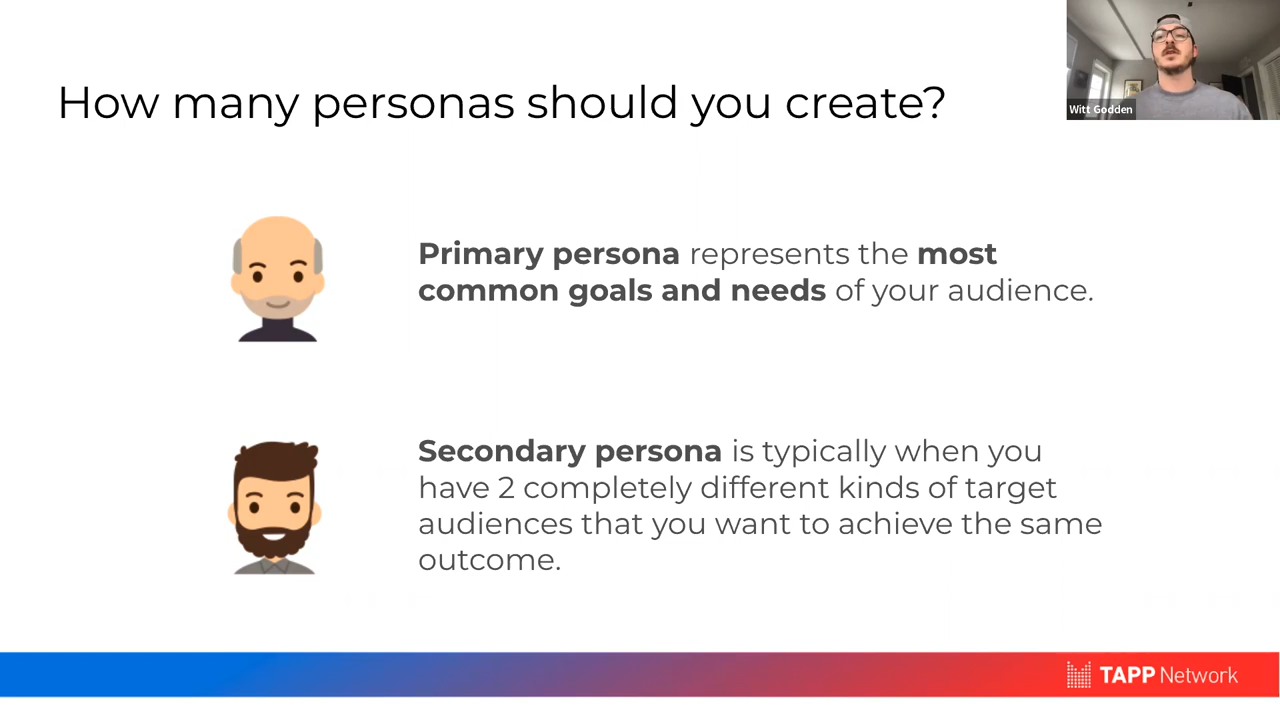 How many personas should you create?
Witt Godden
Primary persona represents the most
common goals and needs of your audience.
Secondary persona is typically when you
have 2 completely different kinds of target
audiences that you want to achieve the same
outcome.
TAPP Network